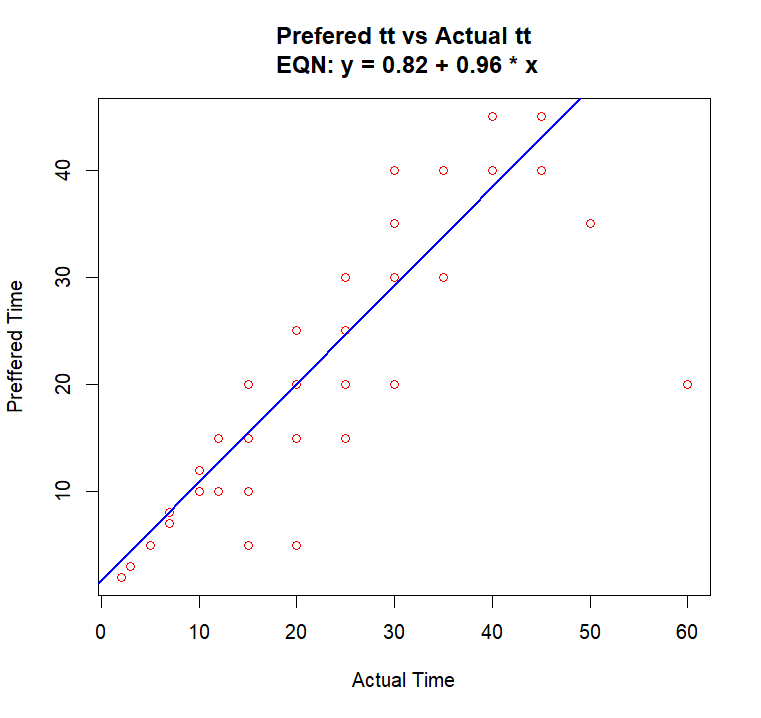 Prefered tt vs Actual tt
EQN: y = 0.82 + 0.96 * x
Preffered Time
40
30
20
10
0 10 20 30 40 50 60
Actual Time